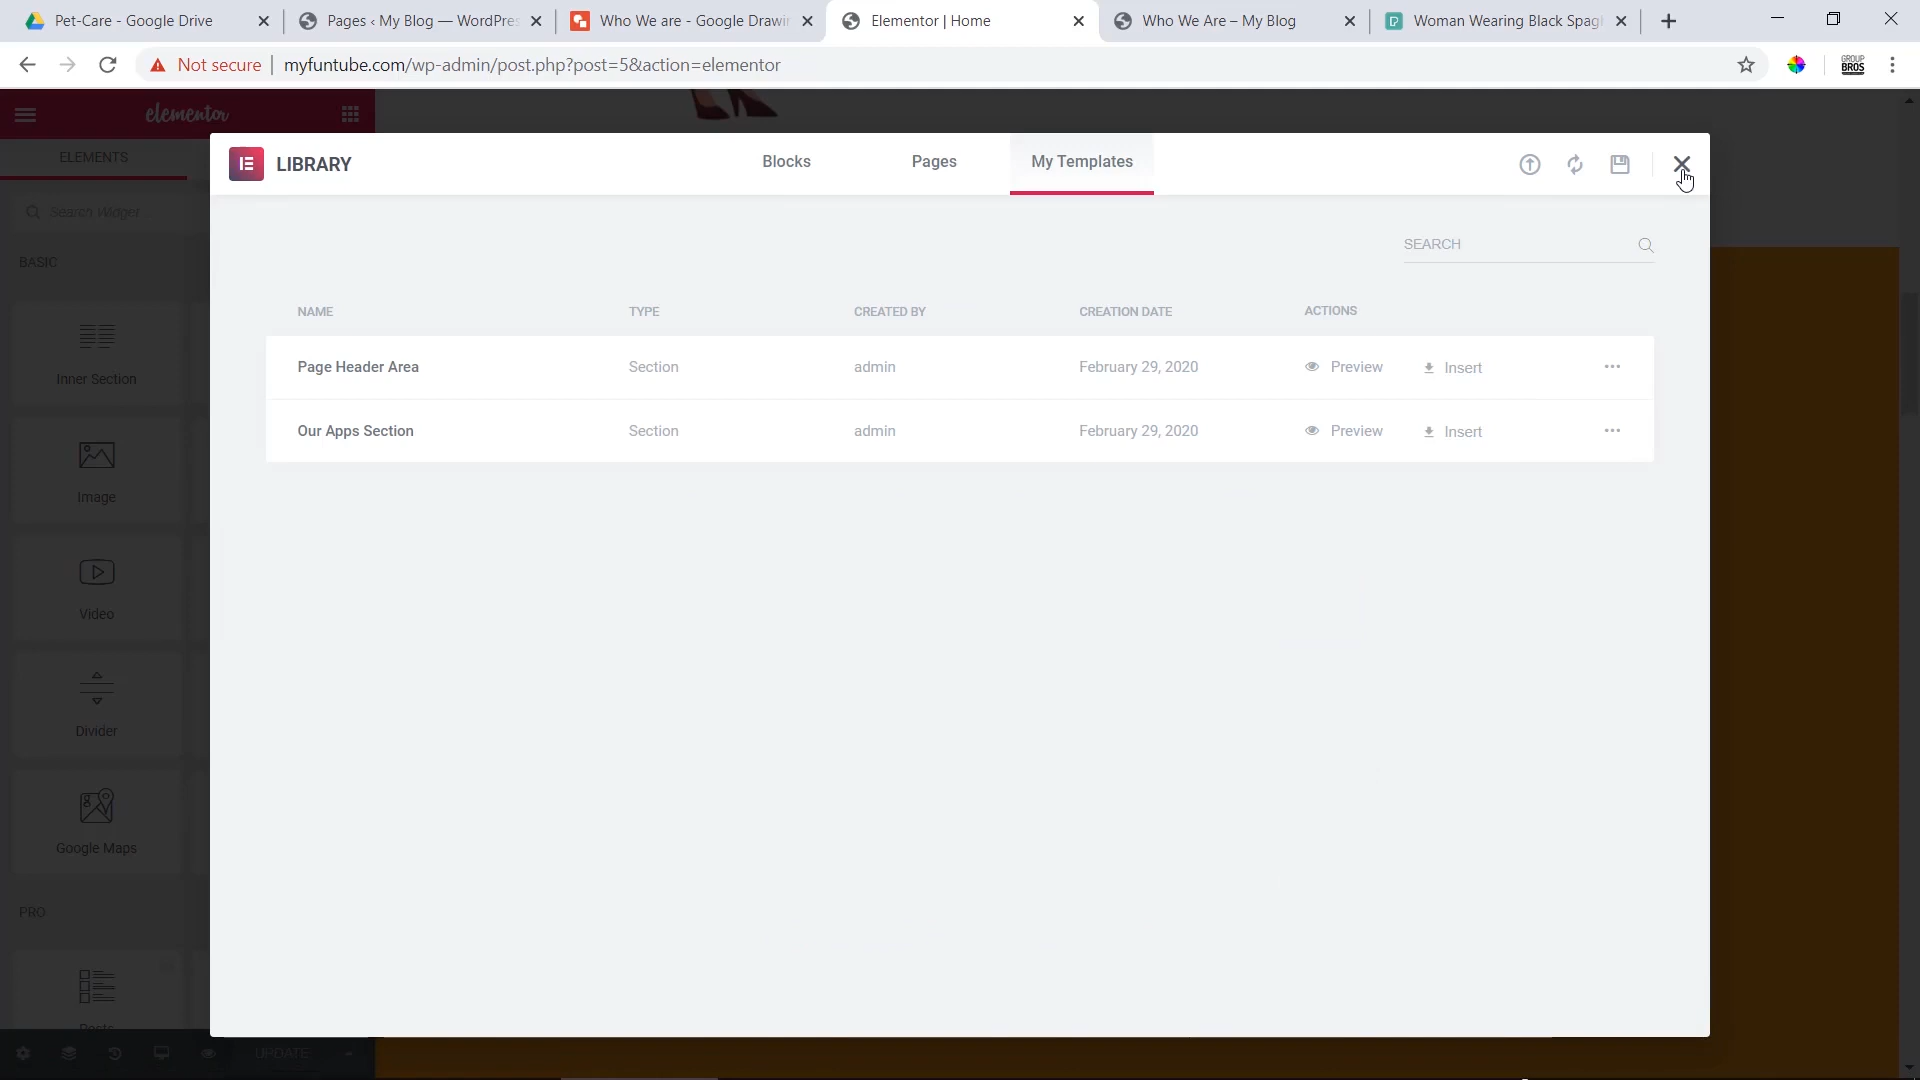 Pet-Care - Google Drive
Pages ‹ My Blog — WordPres
Who We are - Google Drawin
Elementor | Home
Who We Are – My Blog
Woman Wearing Black Spagh
Not secure
myfuntube.com/wp-admin/post.php?post=5&action=elementor
GROUP
BROS
elementor
ELEMENTS
Search Widget...
BASIC
Inner Section
Image
Video
Divider
Google Maps
PRO
Posts
UPDATE
LIBRARY
Blocks
Pages
My Templates
SEARCH
NAME TYPE CREATED BY CREATION DATE ACTIONS
Page Header Area Section admin February 29, 2020 Preview Insert
Our Apps Section Section admin February 29, 2020 Preview Insert